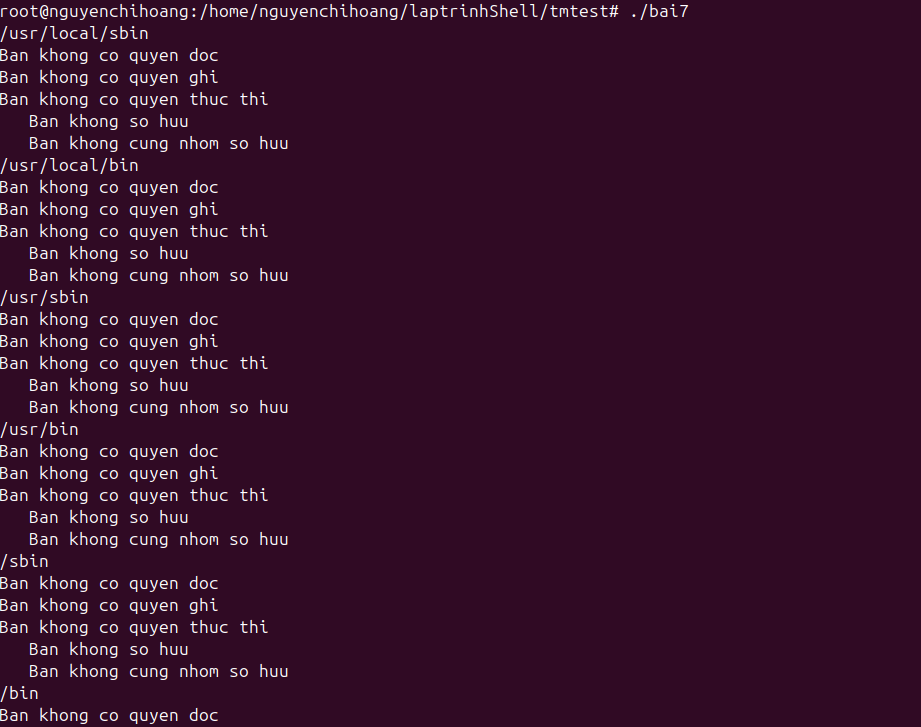 root@nguyenchihoang:/home/nguyenchihoang/laptrinhShell/tmtest# ./bai7
/usr/local/sbin
Ban khong co quyen doc
Ban khong co quyen ghi
Ban khong co quyen thuc thi
   Ban khong so huu
   Ban khong cung nhom so huu
/usr/local/bin
Ban khong co quyen doc
Ban khong co quyen ghi
Ban khong co quyen thuc thi
   Ban khong so huu
   Ban khong cung nhom so huu
/usr/sbin
Ban khong co quyen doc
Ban khong co quyen ghi
Ban khong co quyen thuc thi
   Ban khong so huu
   Ban khong cung nhom so huu
/usr/bin
Ban khong co quyen doc
Ban khong co quyen ghi
Ban khong co quyen thuc thi
   Ban khong so huu
   Ban khong cung nhom so huu
/sbin
Ban khong co quyen doc
Ban khong co quyen ghi
Ban khong co quyen thuc thi
   Ban khong so huu
   Ban khong cung nhom so huu
/bin
Ban khong co quyen doc